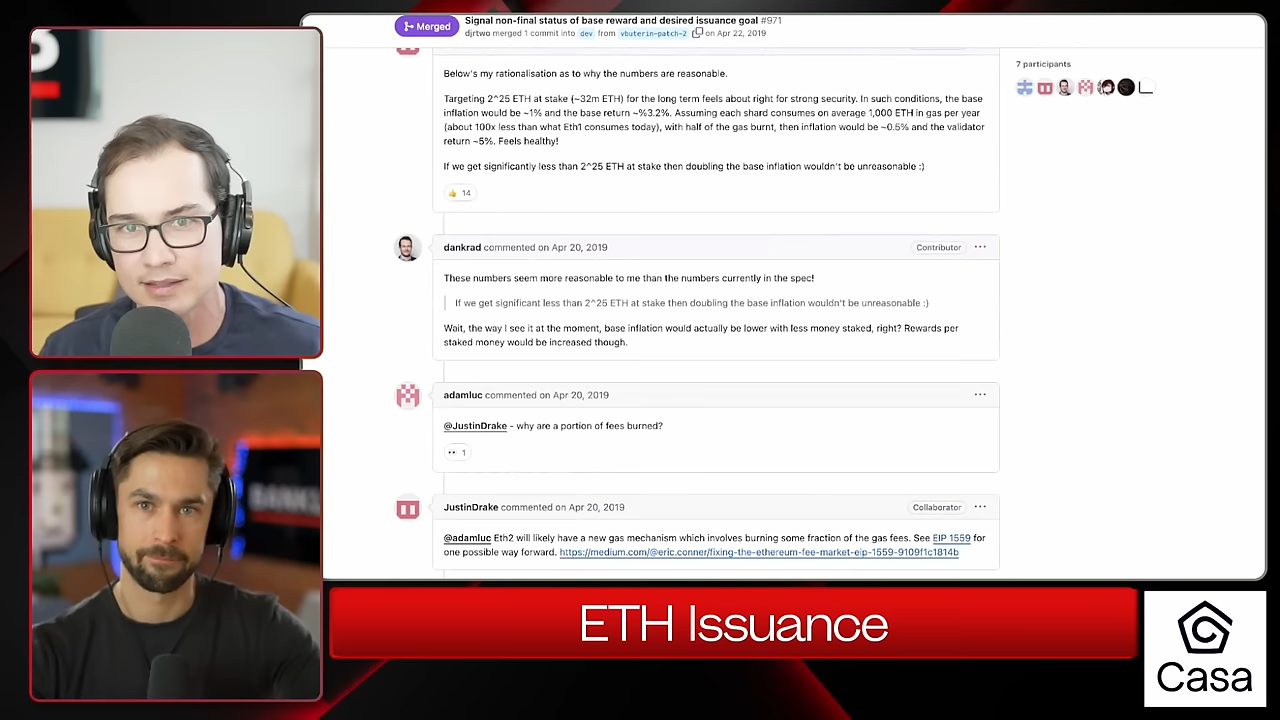 Merged
Signal non-final status of base reward and desired issuance goal #971
djrtwo merged 1 commit into dev from vbuterin-patch-2 on Apr 22, 2019
7 participants
Below's my rationalisation as to why the numbers are reasonable.
Targeting 2^25 ETH at stake (~32m ETH) for the long term feels about right for strong security. In such conditions, the base
inflation would be ~1% and the base return ~%3.2%. Assuming each shard consumes on average 1,000 ETH in gas per year
(about 100x less than what Eth1 consumes today), with half of the gas burnt, then inflation would be ~0.5% and the validator
return ~5%. Feels healthy!
If we get significantly less than 2^25 ETH at stake then doubling the base inflation wouldn't be unreasonable :)
👍 14
dankrad commented on Apr 20, 2019
Contributor
These numbers seem more reasonable to me than the numbers currently in the spec!
If we get significant less than 2^25 ETH at stake then doubling the base inflation wouldn't be unreasonable :)
Wait, the way I see it at the moment, base inflation would actually be lower with less money staked, right? Rewards per
staked money would be increased though.
adamluc commented on Apr 20, 2019
@JustinDrake - why are a portion of fees burned?
👀 1
JustinDrake commented on Apr 20, 2019
Collaborator
@adamluc Eth2 will likely have a new gas mechanism which involves burning some fraction of the gas fees. See EIP 1559 for
one possible way forward. https://medium.com/@eric.conner/fixing-the-ethereum-fee-market-eip-1559-9109f1c1814b
ETH Issuance
Casa